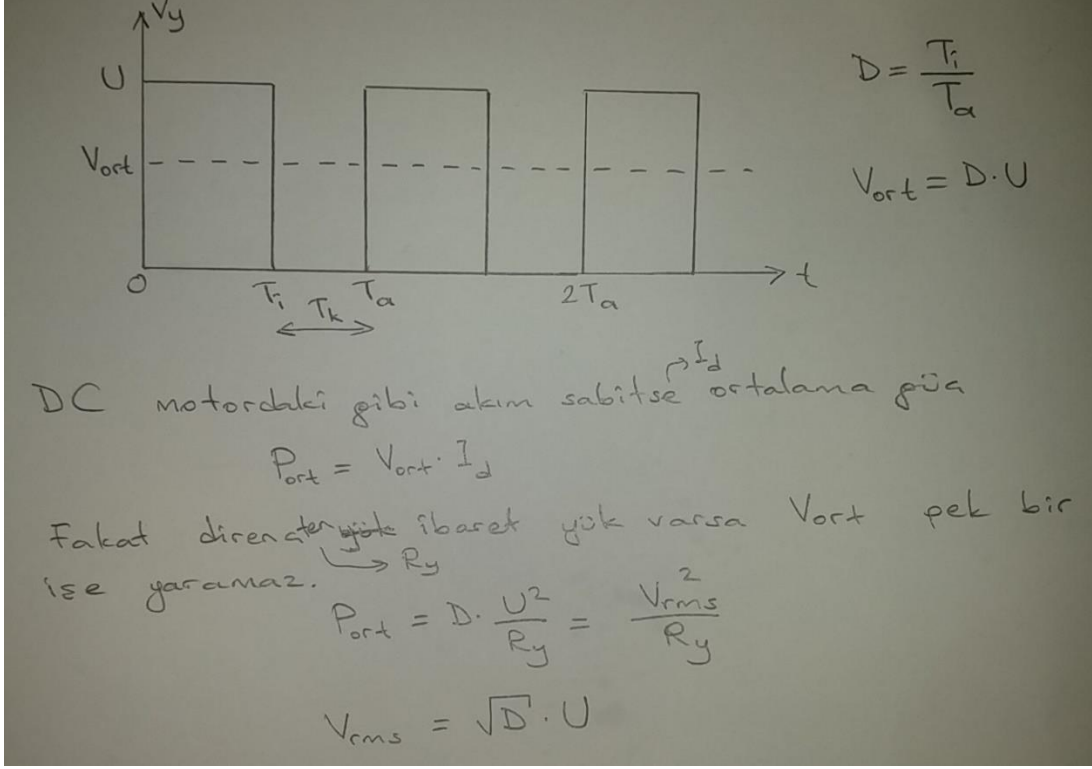 Vy
U
D = Ti / Ta
Vort
Vort = D·U
0 Ti Tk Ta 2Ta t
Id
DC motordaki gibi akım sabitse ortalama güç
Port = Vort · Id
Fakat dirençten yük ibaret yük varsa Vort pek bir
Ry
işe yaramaz.
Port = D · U² / Ry = Vrms² / Ry
Vrms = √D · U